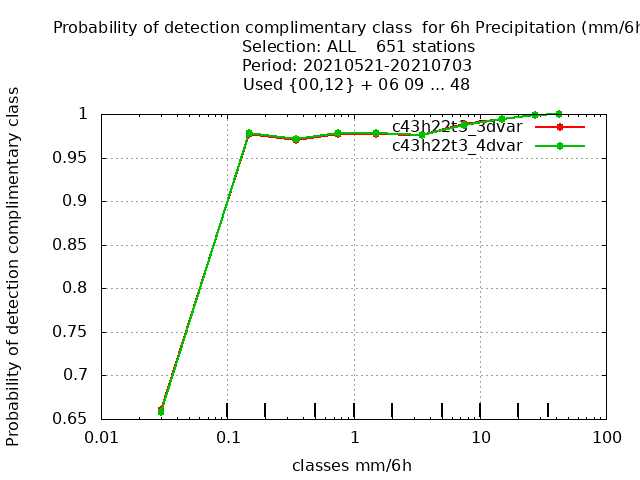 Probability of detection complimentary class  for 6h Precipitation (mm/6h
Selection: ALL    651 stations
Period: 20210521-20210703
Used {00,12} + 06 09 ... 48
Probability of detection complimentary class
1
0.95
0.9
0.85
0.8
0.75
0.7
0.65
c43h22t3_3dvar
c43h22t3_4dvar
0.01 0.1 1 10 100
classes mm/6h